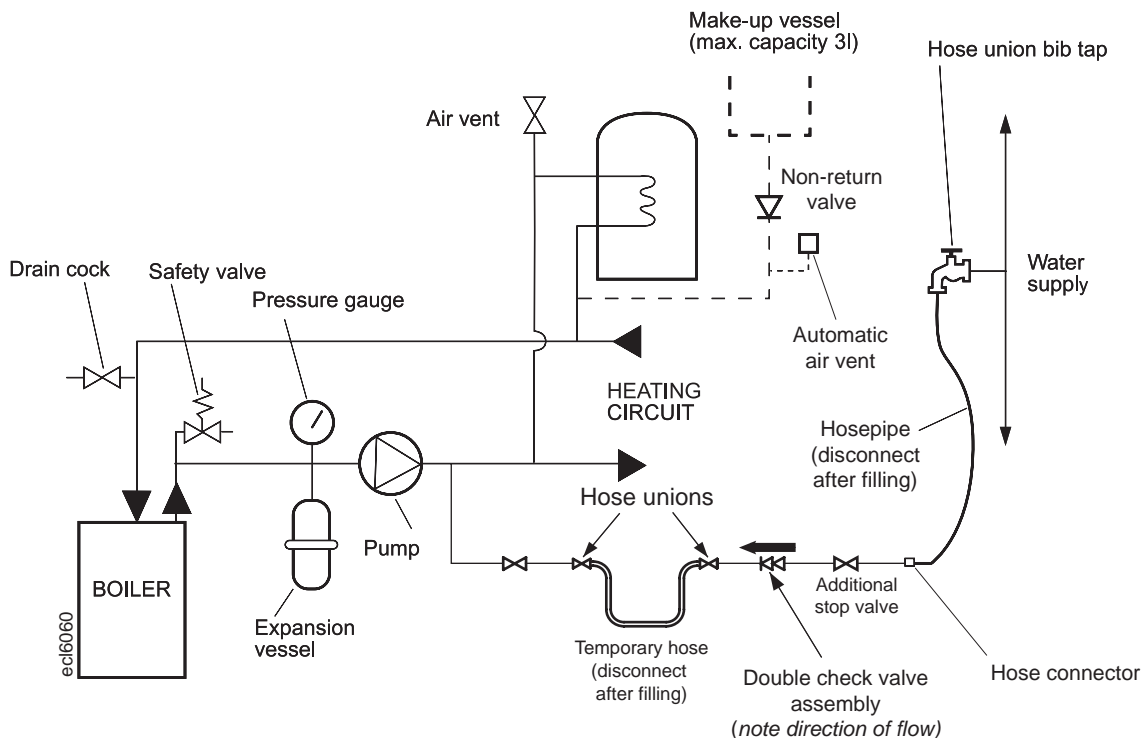 Make-up vessel
(max. capacity 3l)
Hose union bib tap
Air vent
Non-return
valve
Drain cock
Safety valve
Pressure gauge
Water
supply
Automatic
air vent
HEATING
CIRCUIT
Hosepipe
(disconnect
after filling)
Hose unions
Pump
BOILER
ecl6060
Expansion
vessel
Additional
stop valve
Temporary hose
(disconnect
after filling)
Double check valve
assembly
(note direction of flow)
Hose connector